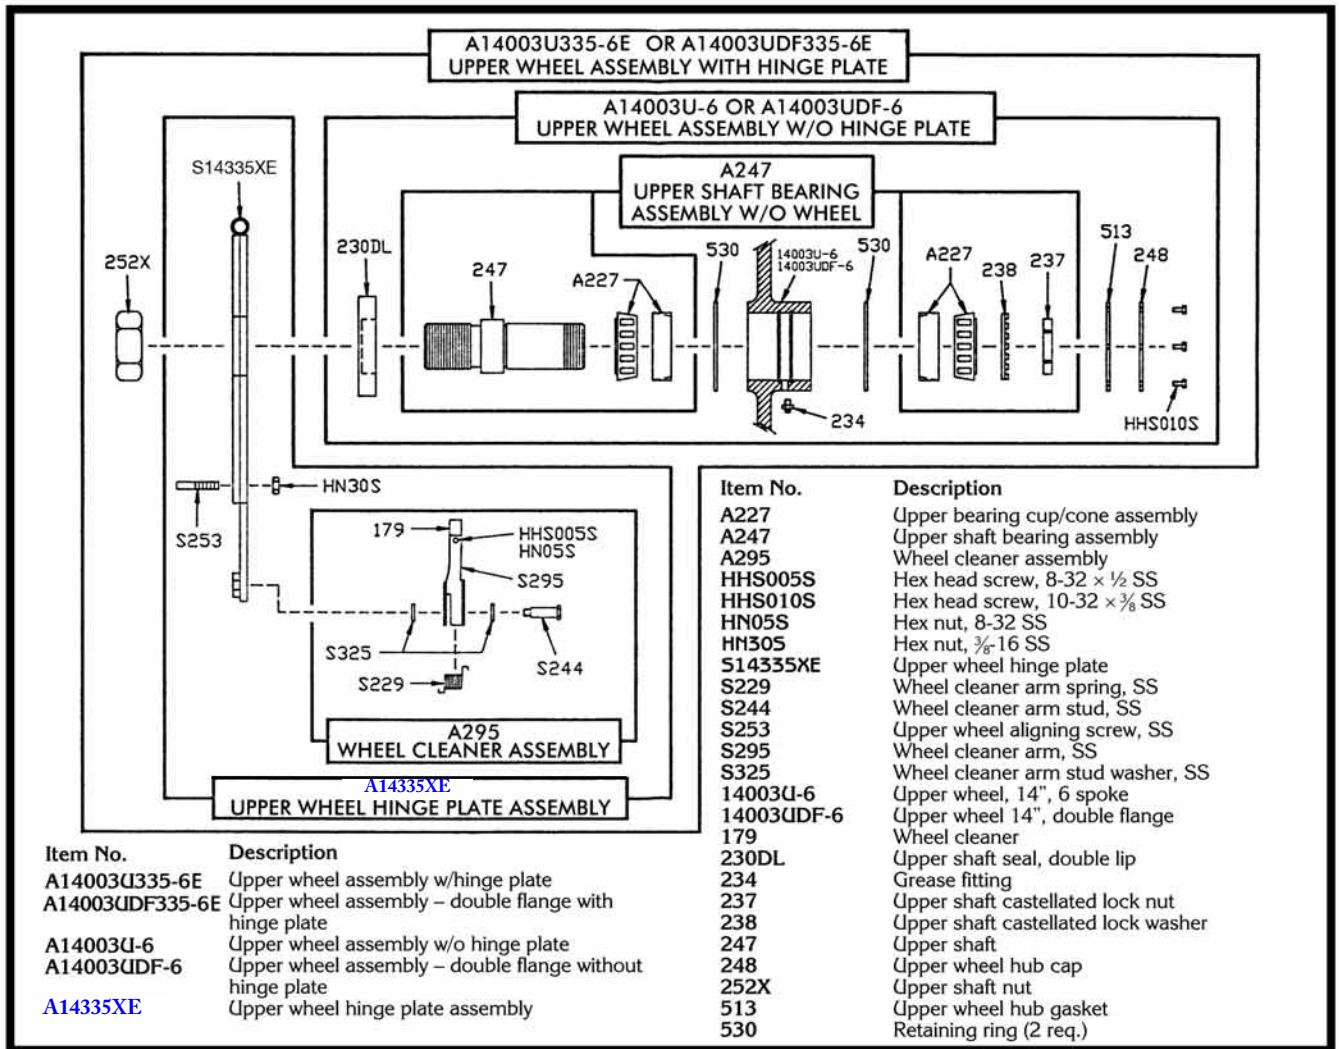 A14003U335-6E OR A14003UDF335-6E
UPPER WHEEL ASSEMBLY WITH HINGE PLATE
A14003U-6 OR A14003UDF-6
UPPER WHEEL ASSEMBLY W/O HINGE PLATE
A247
UPPER SHAFT BEARING
ASSEMBLY W/O WHEEL
S14335XE
252X
230DL
247
A227
530
14003U-6
14003UDF-6
530
A227
238
237
513
248
234
HHS010S
HN30S
S253
179
HHS005S
HN05S
S295
S325
S244
S229
A295
WHEEL CLEANER ASSEMBLY
A14335XE
UPPER WHEEL HINGE PLATE ASSEMBLY
Item No. Description
A14003U335-6E Upper wheel assembly w/hinge plate
A14003UDF335-6E Upper wheel assembly – double flange with
hinge plate
A14003U-6 Upper wheel assembly w/o hinge plate
A14003UDF-6 Upper wheel assembly – double flange without
hinge plate
A14335XE Upper wheel hinge plate assembly
Item No. Description
A227 Upper bearing cup/cone assembly
A247 Upper shaft bearing assembly
A295 Wheel cleaner assembly
HHS005S Hex head screw, 8-32 × ½ SS
HHS010S Hex head screw, 10-32 × ⅜ SS
HN05S Hex nut, 8-32 SS
HN30S Hex nut, ⅜-16 SS
S14335XE Upper wheel hinge plate
S229 Wheel cleaner arm spring, SS
S244 Wheel cleaner arm stud, SS
S253 Upper wheel aligning screw, SS
S295 Wheel cleaner arm, SS
S325 Wheel cleaner arm stud washer, SS
14003U-6 Upper wheel, 14”, 6 spoke
14003UDF-6 Upper wheel 14”, double flange
179 Wheel cleaner
230DL Upper shaft seal, double lip
234 Grease fitting
237 Upper shaft castellated lock nut
238 Upper shaft castellated lock washer
247 Upper shaft
248 Upper wheel hub cap
252X Upper shaft nut
513 Upper wheel hub gasket
530 Retaining ring (2 req.)